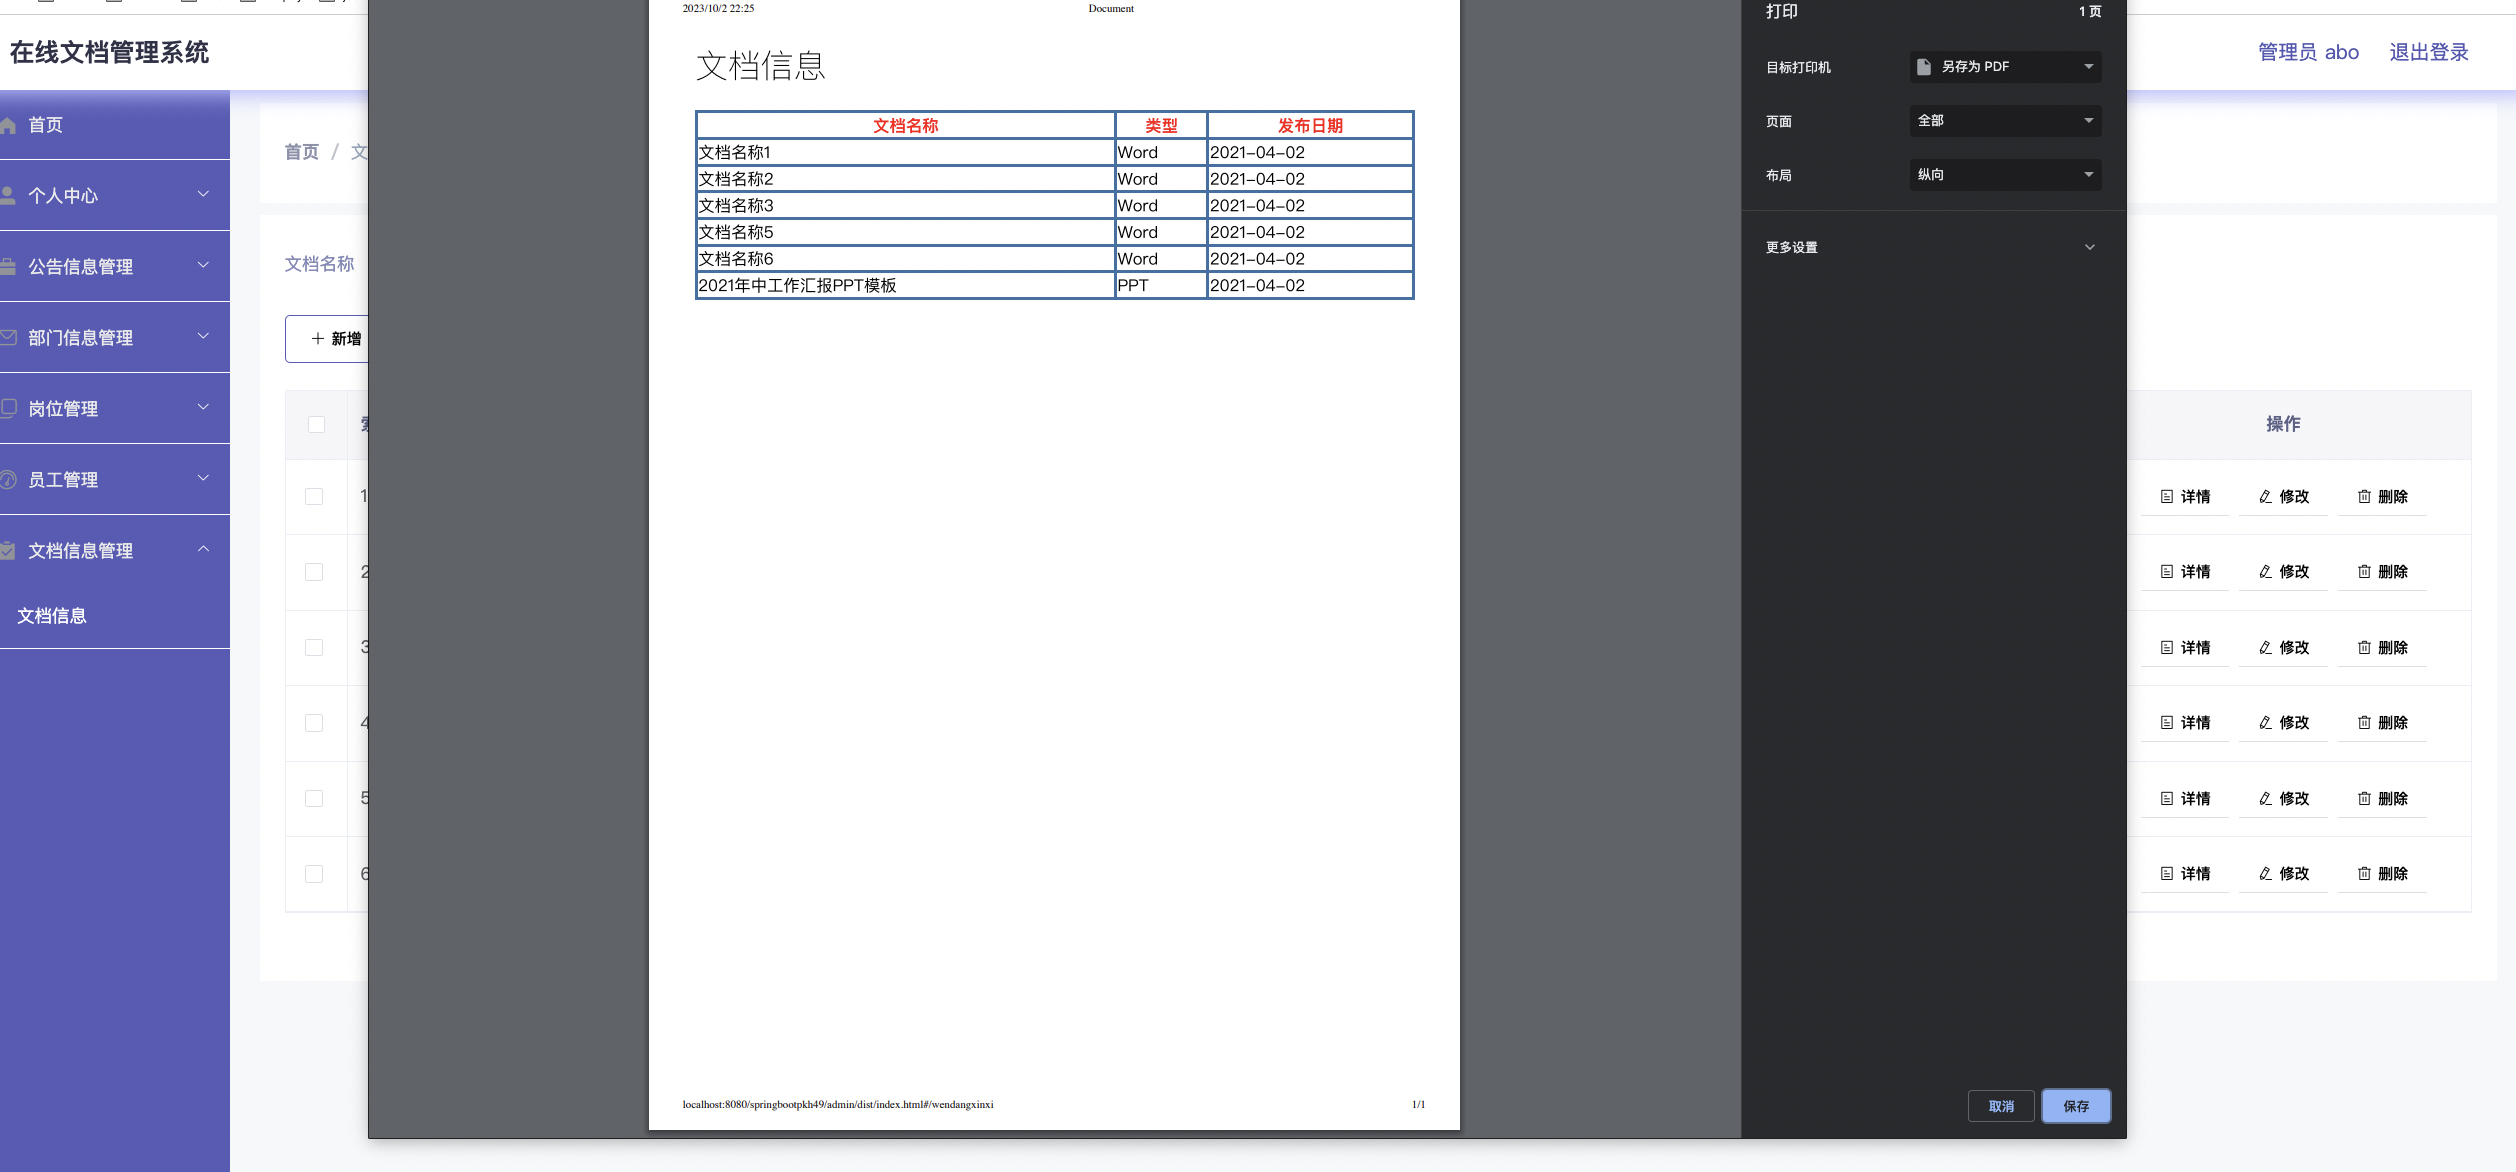 在线文档管理系统
管理员 abo
退出登录
首页
个人中心
公告信息管理
部门信息管理
岗位管理
员工管理
文档信息管理
文档信息
首页 / 文
文档名称
新增
1
2
3
4
5
6
2023/10/2 22:25 Document
文档信息
文档名称 类型 发布日期
文档名称1 Word 2021-04-02
文档名称2 Word 2021-04-02
文档名称3 Word 2021-04-02
文档名称5 Word 2021-04-02
文档名称6 Word 2021-04-02
2021年中工作汇报PPT模板 PPT 2021-04-02
localhost:8080/springbootpkh49/admin/dist/index.html#/wendangxinxi 1/1
打印 1 页
目标打印机 另存为 PDF
页面 全部
布局 纵向
更多设置
取消 保存
操作
详情 修改 删除
详情 修改 删除
详情 修改 删除
详情 修改 删除
详情 修改 删除
详情 修改 删除